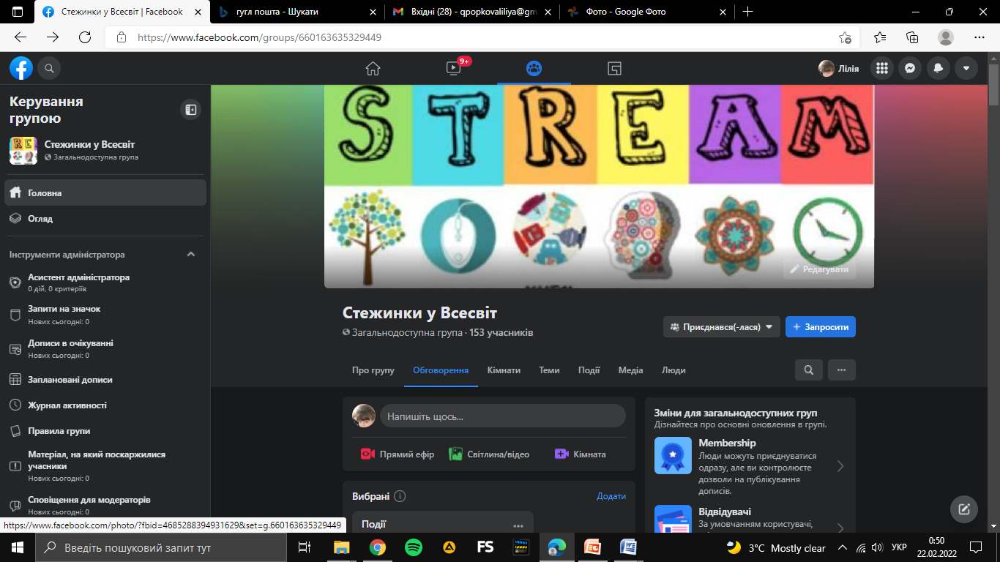 Стежинки у Всесвіт | Facebook
гугл пошта - Шукати
Вхідні (28) - qpopkovaliliya@gm
Фото - Google Фото
https://www.facebook.com/groups/660163635329449
9+
Лілія
Керування групою
Стежинки у Всесвіт
Загальнодоступна група
Головна
Огляд
Інструменти адміністратора
Асистент адміністратора
0 дій, 0 критеріїв
Запити на значок
Нових сьогодні: 0
Дописи в очікуванні
Нових сьогодні: 0
Заплановані дописи
Журнал активності
Правила групи
Матеріал, на який поскаржилися
учасники
Нових сьогодні: 0
Сповіщення для модераторів
Нових сьогодні: 0
https://www.facebook.com/photo/?fbid=4685288394931629&set=g.660163635329449
STREAM
Редагувати
Стежинки у Всесвіт
Загальнодоступна група · 153 учасників
Приєднався(-лася)
+ Запросити
Про групу Обговорення Кімнати Теми Події Медіа Люди
Напишіть щось...
Прямий ефір Світлина/відео Кімната
Вибрані Додати
Події
Зміни для загальнодоступних груп
Дізнайтеся про основні оновлення в групі.
Membership
Люди можуть приєднуватися
одразу, але ви контролюєте
дозволи на публікування
дописів.
Відвідувачі
За умовчанням користувачі,
Введіть пошуковий запит тут
FS
3°C Mostly clear
УКР
0:50
22.02.2022